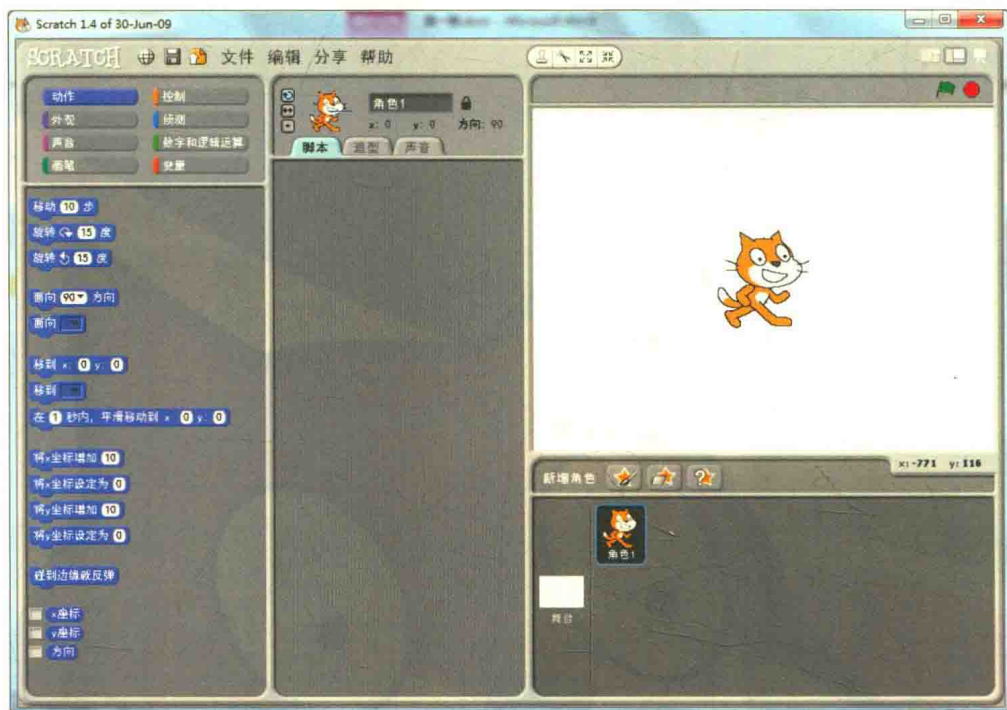 Scratch 1.4 of 30-Jun-09
SCRATCH 文件 编辑 分享 帮助
动作 控制
外观 侦测
声音 数字和逻辑运算
画笔 变量
移动 10 步
旋转 15 度
旋转 15 度
面向 90 方向
面向
移到 x: 0 y: 0
移到
在 1 秒内，平滑移动到 x: 0 y: 0
将x坐标增加 10
将x坐标设定为 0
将y坐标增加 10
将y坐标设定为 0
碰到边缘就反弹
x座标
y座标
方向
角色1
x: 0 y: 0 方向: 90
脚本 造型 声音
x: -771 y: 116
新增角色
角色1
舞台